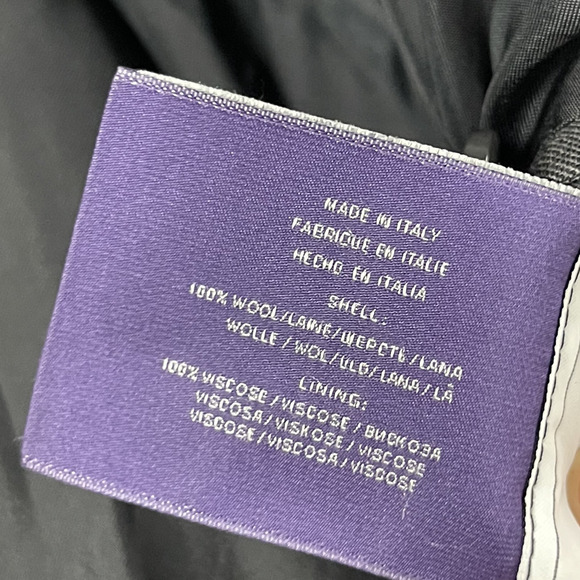 MADE IN ITALY
FABRIQUE EN ITALIE
HECHO EN ITALIA
SHELL:
100% WOOL/LAINE/ШЕРСТЬ/LANA
WOLLE/WOL/ULD/LANA/LÃ
LINING:
100% VISCOSE/VISCOSE/ВИСКОЗА
VISCOSA/VISKOSE/VISCOSE
VISCOSE/VISCOSA/VISCOSE